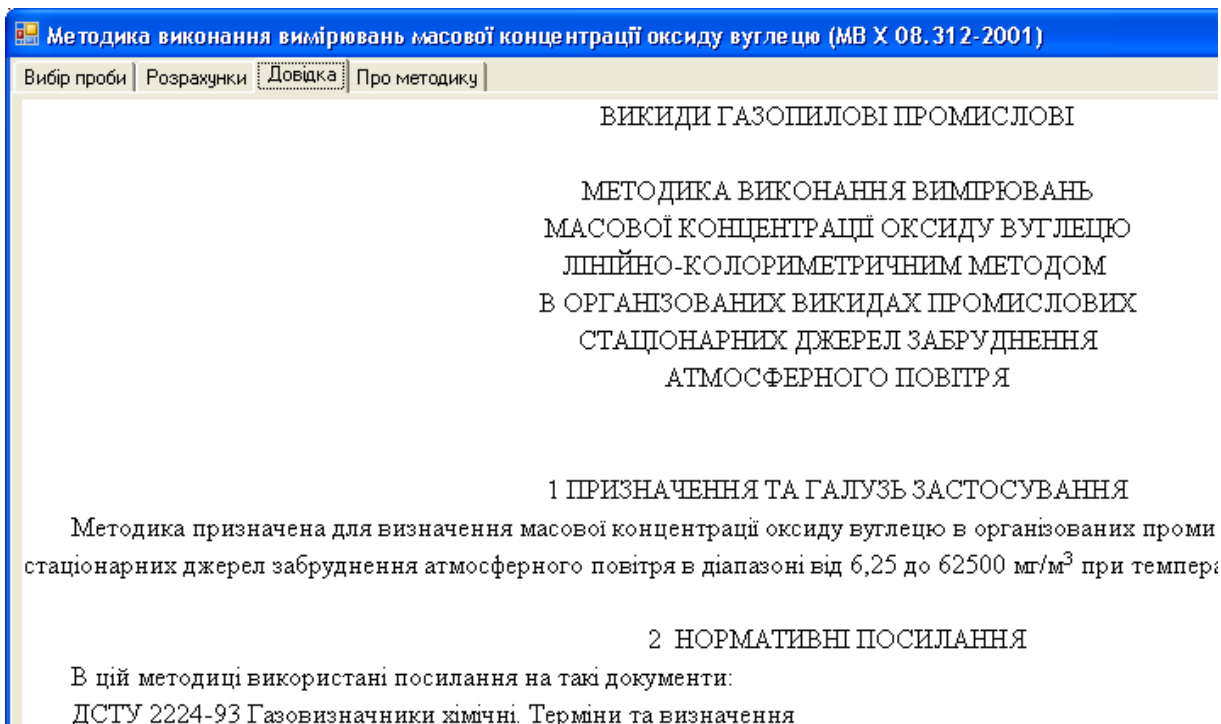 Методика виконання вимірювань масової концентрації оксиду вуглецю (МВ Х 08.312-2001)
Вибір проби Розрахунки Довідка Про методику
ВИКИДИ ГАЗОПИЛОВІ ПРОМИСЛОВІ
МЕТОДИКА ВИКОНАННЯ ВИМІРЮВАНЬ
МАСОВОЇ КОНЦЕНТРАЦІЇ ОКСИДУ ВУГЛЕЦЮ
ЛІНІЙНО-КОЛОРИМЕТРИЧНИМ МЕТОДОМ
В ОРГАНІЗОВАНИХ ВИКИДАХ ПРОМИСЛОВИХ
СТАЦІОНАРНИХ ДЖЕРЕЛ ЗАБРУДНЕННЯ
АТМОСФЕРНОГО ПОВІТРЯ
1 ПРИЗНАЧЕННЯ ТА ГАЛУЗЬ ЗАСТОСУВАННЯ
Методика призначена для визначення масової концентрації оксиду вуглецю в організованих проми
стаціонарних джерел забруднення атмосферного повітря в діапазоні від 6,25 до 62500 мг/м³ при темпера
2 НОРМАТИВНІ ПОСИЛАННЯ
В цій методиці використані посилання на такі документи:
ДСТУ 2224-93 Газовизначники хімічні. Терміни та визначення